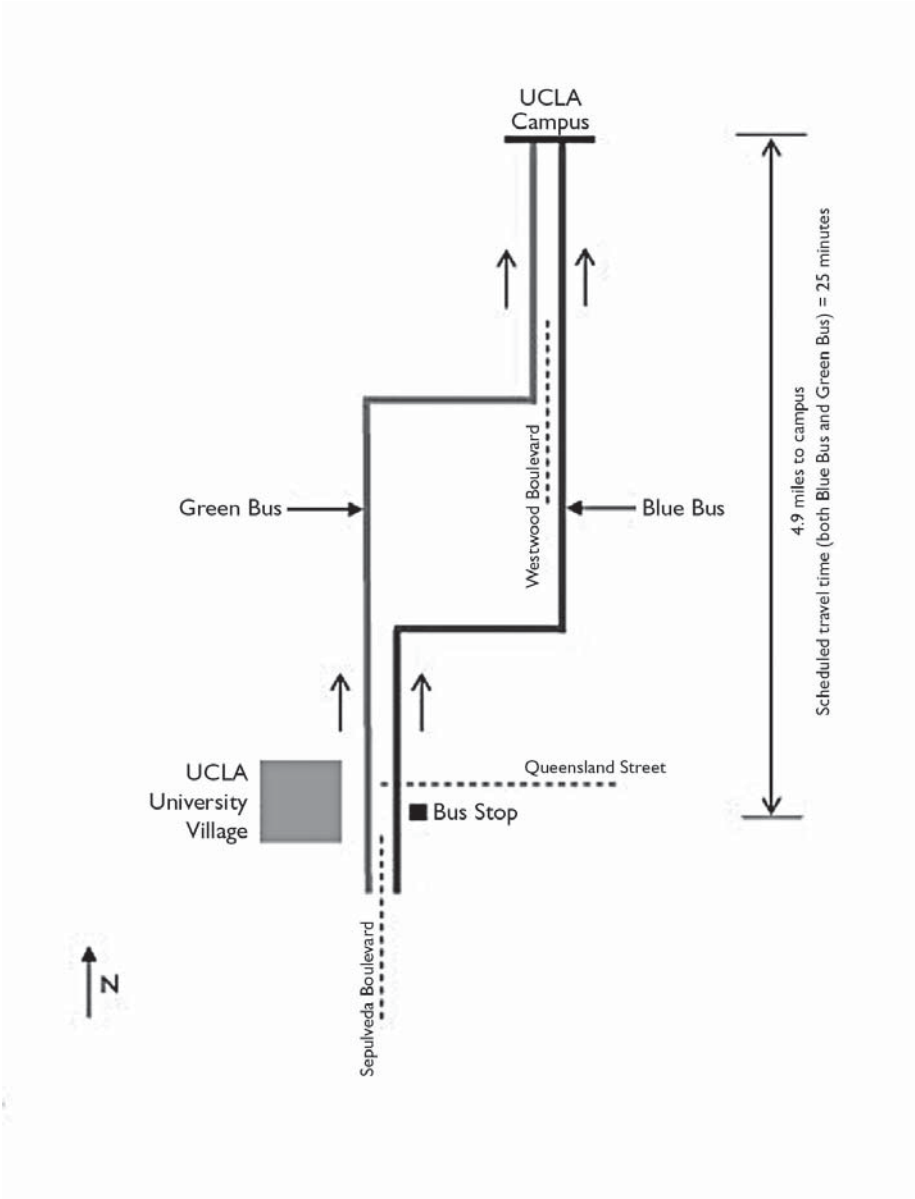 UCLA
Campus
4.9 miles to campus
Scheduled travel time (both Blue Bus and Green Bus) = 25 minutes
Westwood Boulevard
Green Bus
Blue Bus
Queensland Street
UCLA
University
Village
Bus Stop
Sepulveda Boulevard
N